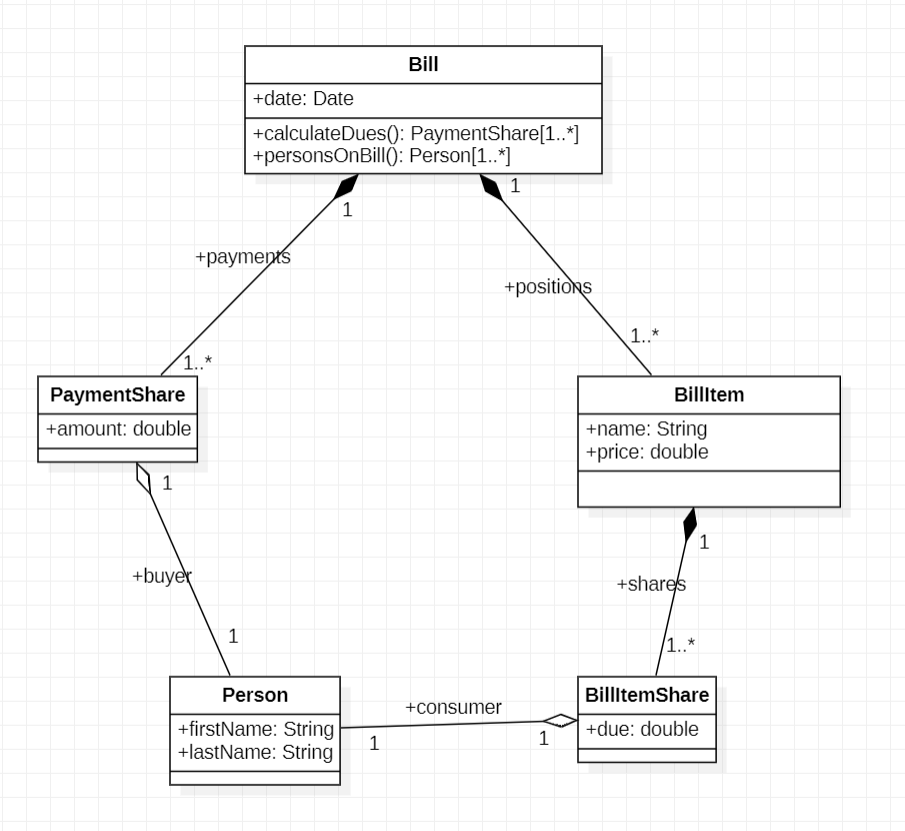 Bill
+date: Date
+calculateDues(): PaymentShare[1..*]
+personsOnBill(): Person[1..*]
1
1
+payments
+positions
1..*
1..*
PaymentShare
+amount: double
BillItem
+name: String
+price: double
1
1
+buyer
+shares
1
1..*
Person
+firstName: String
+lastName: String
+consumer
1
1
BillItemShare
+due: double